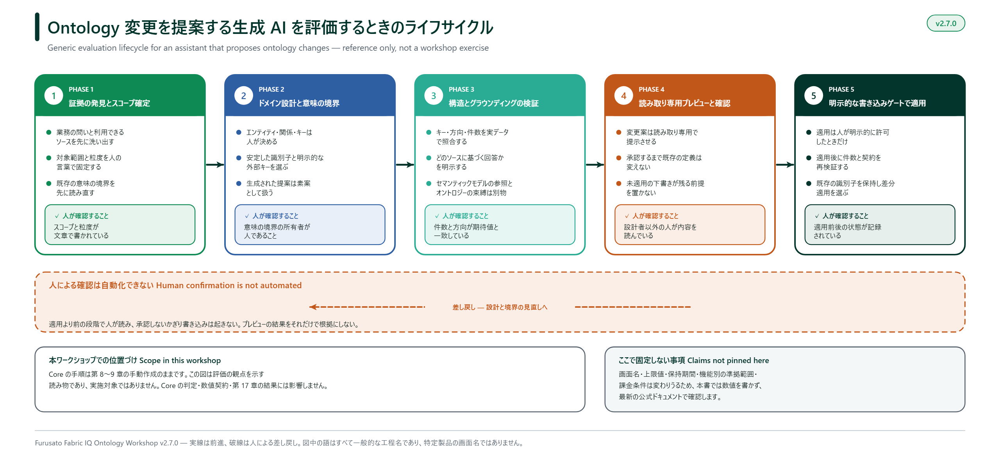 Ontology 変更を提案する生成 AI を評価するときのライフサイクル
v2.7.0
Generic evaluation lifecycle for an assistant that proposes ontology changes — reference only, not a workshop exercise
1
PHASE 1
証拠の発見とスコープ確定
業務の問いと利用できる
ソースを先に洗い出す
対象範囲と粒度を人の
言葉で固定する
既存の意味の境界を
先に読み直す
✓ 人が確認すること
スコープと粒度が
文章で書かれている
2
PHASE 2
ドメイン設計と意味の境界
エンティティ・関係・キーは
人が決める
安定した識別子と明示的な
外部キーを選ぶ
生成された提案は素案
として扱う
✓ 人が確認すること
意味の境界の所有者が
人であること
3
PHASE 3
構造とグラウンディングの検証
キー・方向・件数を実データ
で照合する
どのソースに基づく回答か
を明示する
セマンティックモデルの参照と
オントロジーの束縛は別物
✓ 人が確認すること
件数と方向が期待値と
一致している
4
PHASE 4
読み取り専用プレビューと確認
変更案は読み取り専用で
提示させる
承認するまで既存の定義は
変えない
未適用の下書きが残る前提
を置かない
✓ 人が確認すること
設計者以外の人が内容を
読んでいる
5
PHASE 5
明示的な書き込みゲートで適用
適用は人が明示的に許可
したときだけ
適用後に件数と契約を
再検証する
既存の識別子を保持し差分
適用を選ぶ
✓ 人が確認すること
適用前後の状態が記録
されている
人による確認は自動化できない Human confirmation is not automated
差し戻し — 設計と境界の見直しへ
適用より前の段階で人が読み、承認しないかぎり書き込みは起きない。プレビューの結果をそれだけで根拠にしない。
本ワークショップでの位置づけ Scope in this workshop
Core の手順は第 8～9 章の手動作成のままです。この図は評価の観点を示す
読み物であり、実施対象ではありません。Core の判定・数値契約・第 17 章の結果には影響しません。
ここで固定しない事項 Claims not pinned here
画面名・上限値・保持期間・機能別の準拠範囲・
課金条件は変わりうるため、本書では数値を書かず、
最新の公式ドキュメントで確認します。
Furusato Fabric IQ Ontology Workshop v2.7.0 — 実線は前進、破線は人による差し戻し。図中の語はすべて一般的な工程名であり、特定製品の画面名ではありません。